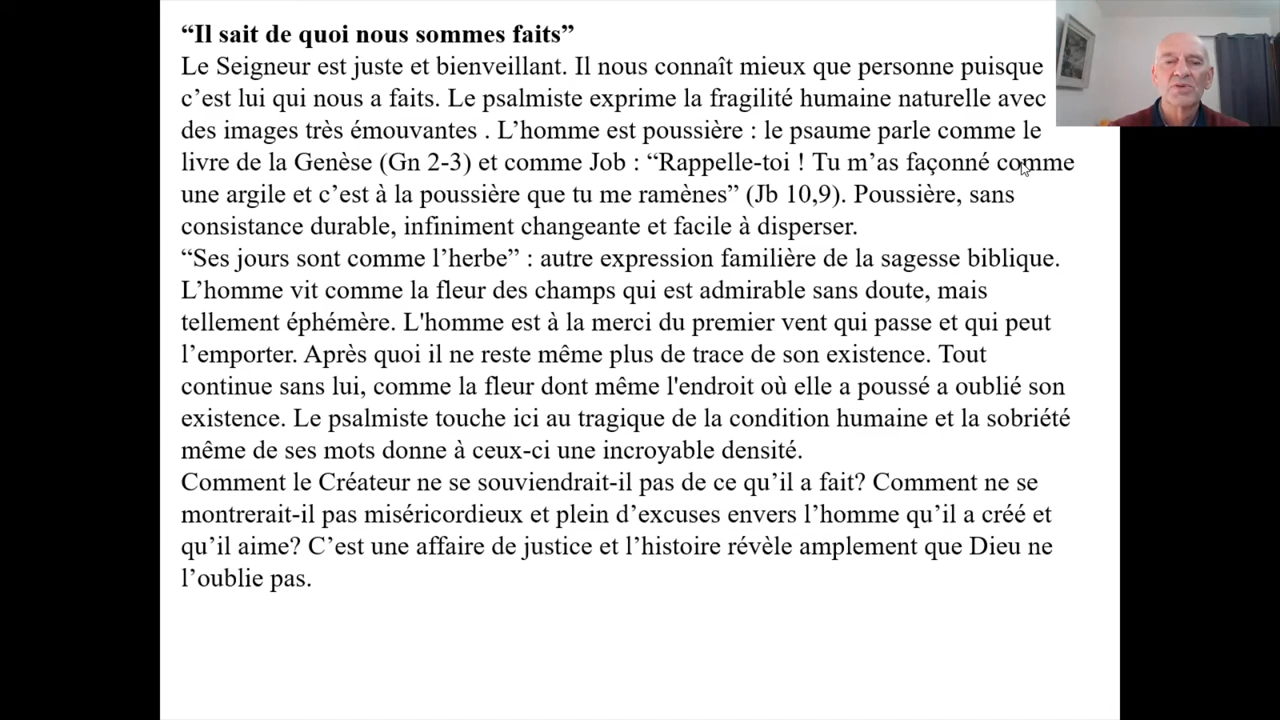 “Il sait de quoi nous sommes faits”
Le Seigneur est juste et bienveillant. Il nous connaît mieux que personne puisque
c’est lui qui nous a faits. Le psalmiste exprime la fragilité humaine naturelle avec
des images très émouvantes . L’homme est poussière : le psaume parle comme le
livre de la Genèse (Gn 2-3) et comme Job : “Rappelle-toi ! Tu m’as façonné comme
une argile et c’est à la poussière que tu me ramènes” (Jb 10,9). Poussière, sans
consistance durable, infiniment changeante et facile à disperser.
“Ses jours sont comme l’herbe” : autre expression familière de la sagesse biblique.
L’homme vit comme la fleur des champs qui est admirable sans doute, mais
tellement éphémère. L'homme est à la merci du premier vent qui passe et qui peut
l’emporter. Après quoi il ne reste même plus de trace de son existence. Tout
continue sans lui, comme la fleur dont même l'endroit où elle a poussé a oublié son
existence. Le psalmiste touche ici au tragique de la condition humaine et la sobriété
même de ses mots donne à ceux-ci une incroyable densité.
Comment le Créateur ne se souviendrait-il pas de ce qu’il a fait? Comment ne se
montrerait-il pas miséricordieux et plein d’excuses envers l’homme qu’il a créé et
qu’il aime? C’est une affaire de justice et l’histoire révèle amplement que Dieu ne
l’oublie pas.